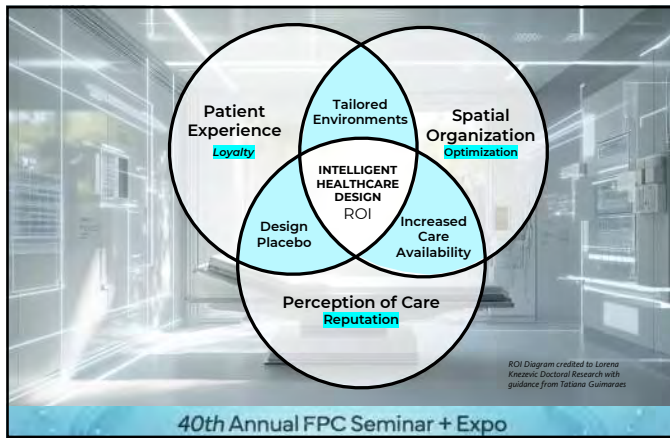 Patient
Experience
Loyalty
Tailored
Environments
Spatial
Organization
Optimization
INTELLIGENT
HEALTHCARE
DESIGN
ROI
Design
Placebo
Increased
Care
Availability
Perception of Care
Reputation
ROI Diagram credited to Lorena
Knezevic Doctoral Research with
guidance from Tatiana Guimaraes
40th Annual FPC Seminar + Expo